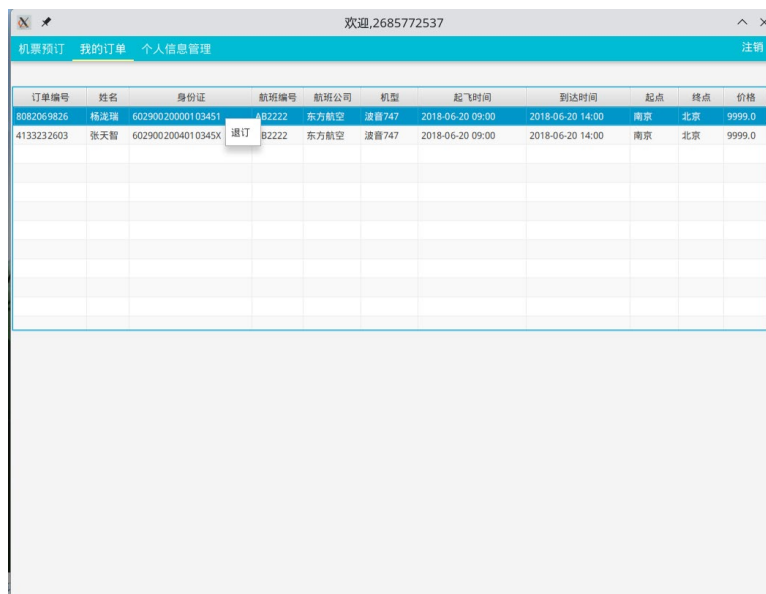 欢迎,2685772537
机票预订 我的订单 个人信息管理 注销
订单编号 姓名 身份证 航班编号 航班公司 机型 起飞时间 到达时间 起点 终点 价格
8082069826 杨泷瑞 60290020000103451 AB2222 东方航空 波音747 2018-06-20 09:00 2018-06-20 14:00 南京 北京 9999.0
退订
4133232603 张天智 602900200401034​5X B2222 东方航空 波音747 2018-06-20 09:00 2018-06-20 14:00 南京 北京 9999.0